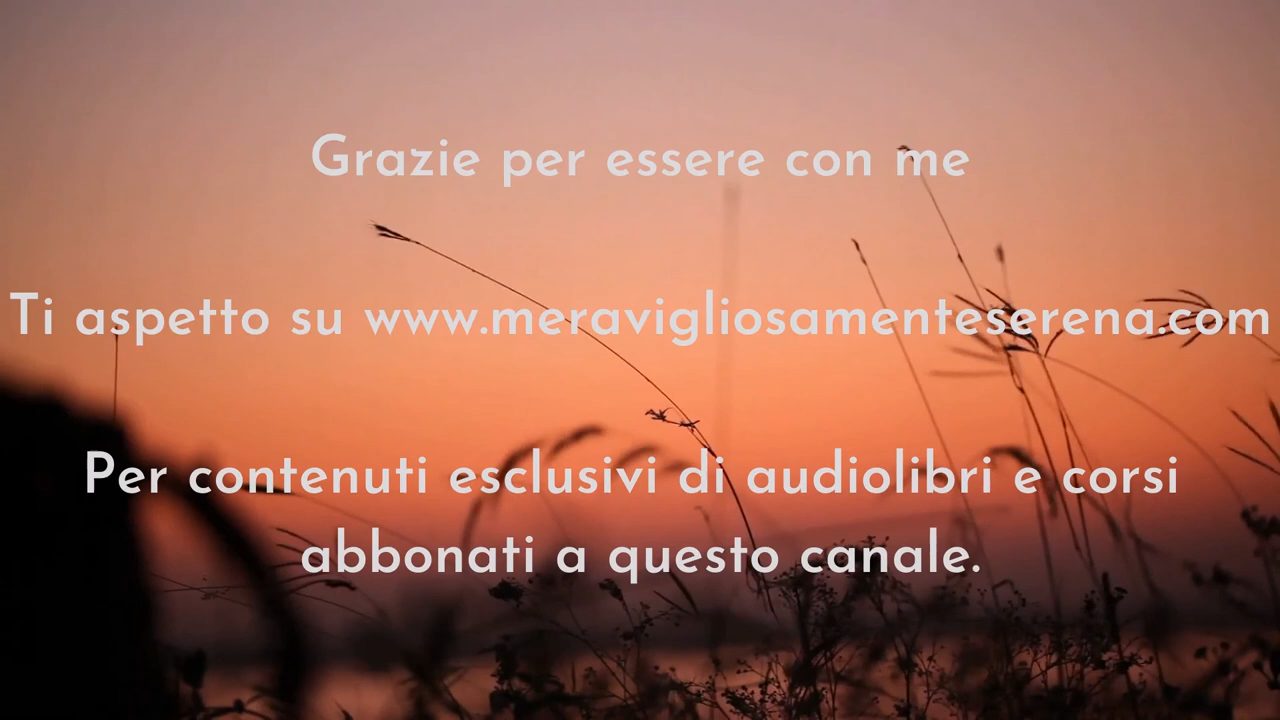 Grazie per essere con me
Ti aspetto su www.meravigliosamenteserena.com
Per contenuti esclusivi di audiolibri e corsi
abbonati a questo canale.